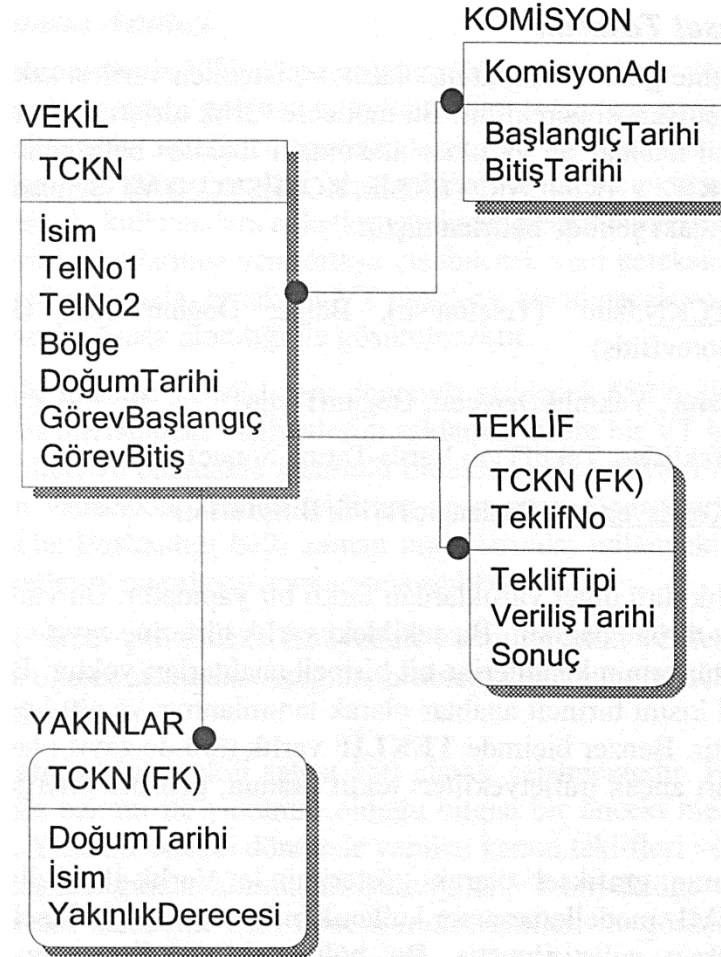 KOMİSYON
KomisyonAdı
BaşlangıçTarihi
BitişTarihi
VEKİL
TCKN
İsim
TelNo1
TelNo2
Bölge
DoğumTarihi
GörevBaşlangıç
GörevBitiş
TEKLİF
TCKN (FK)
TeklifNo
TeklifTipi
VerilişTarihi
Sonuç
YAKINLAR
TCKN (FK)
DoğumTarihi
İsim
YakınlıkDerecesi